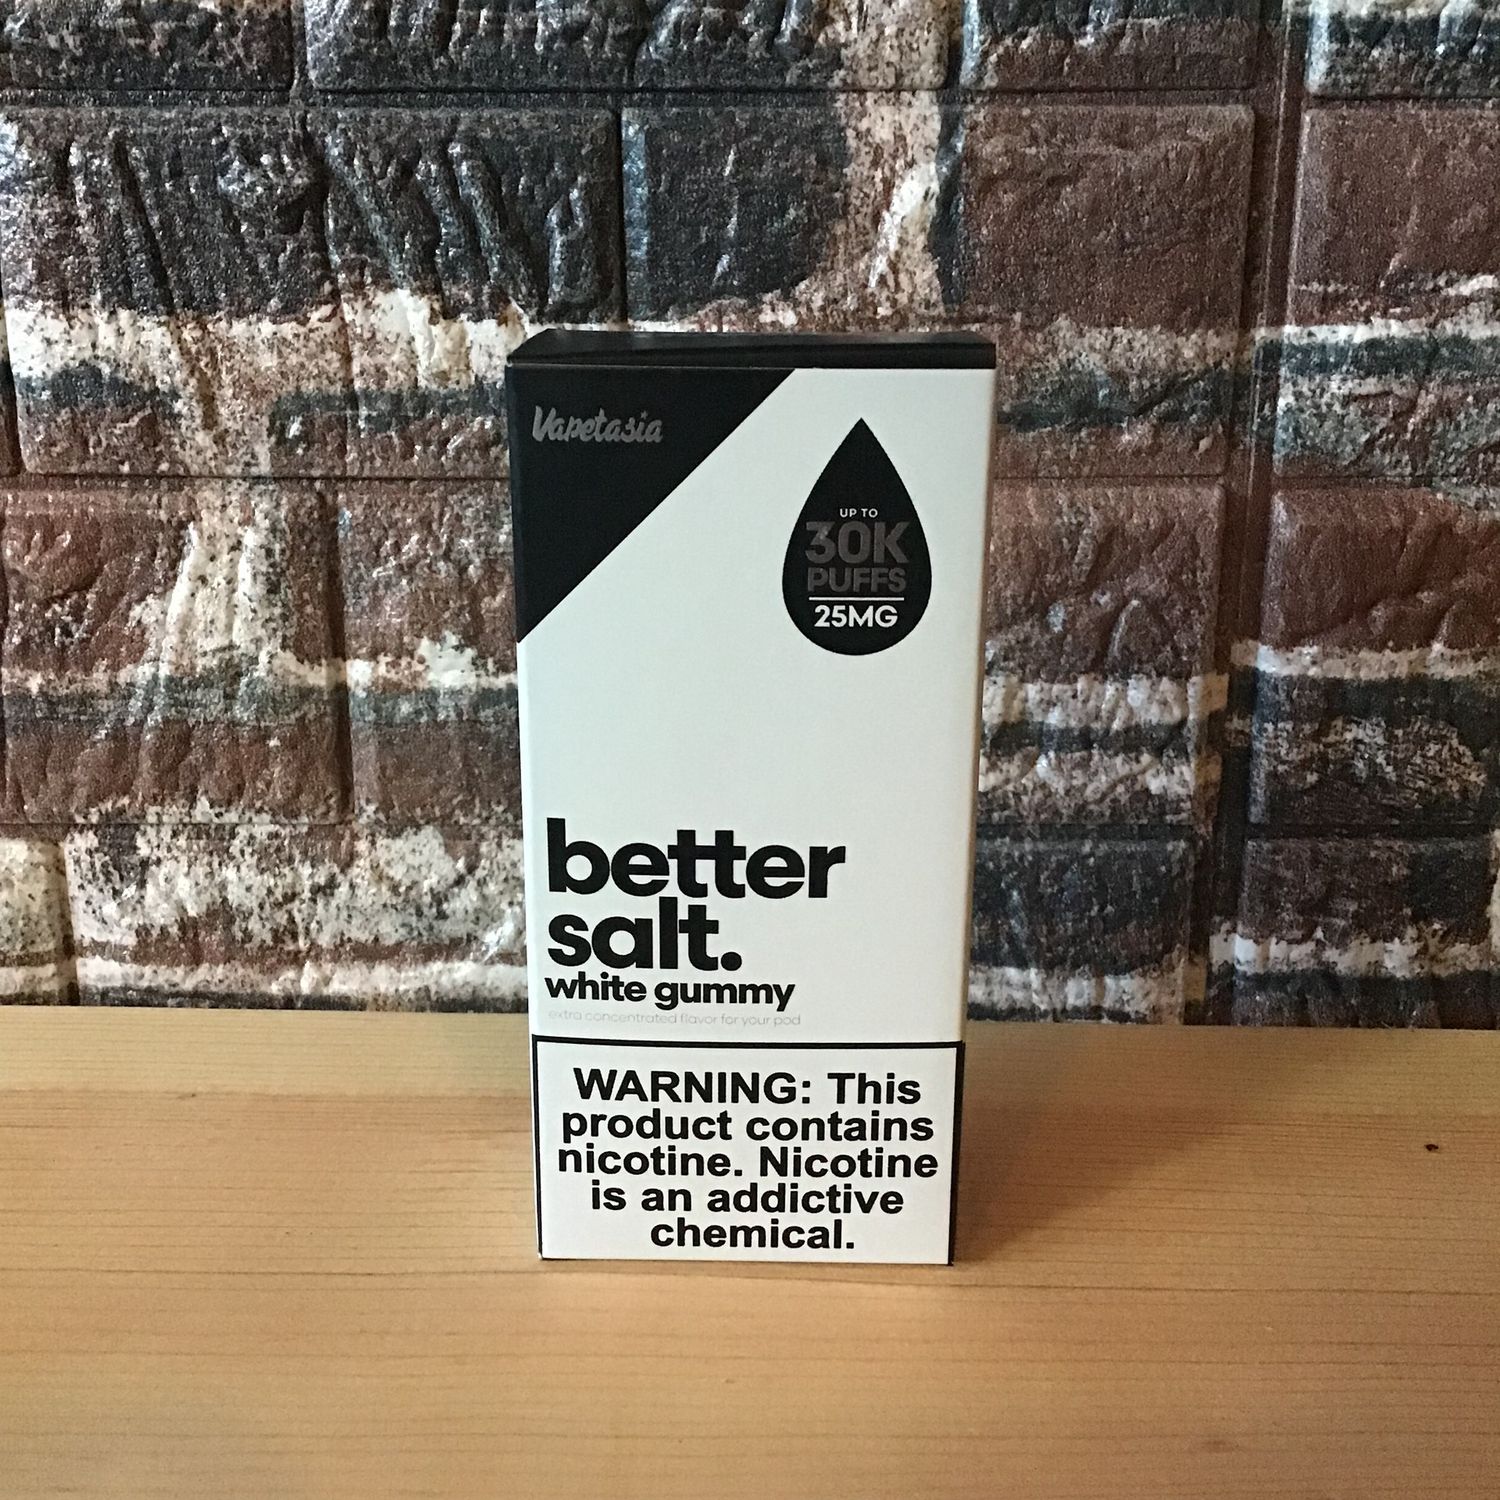 Vapetasia
UP TO
30K
PUFFS
25MG
better
salt.
white gummy
extra concentrated flavor for your pod
WARNING: This
product contains
nicotine. Nicotine
is an addictive
chemical.